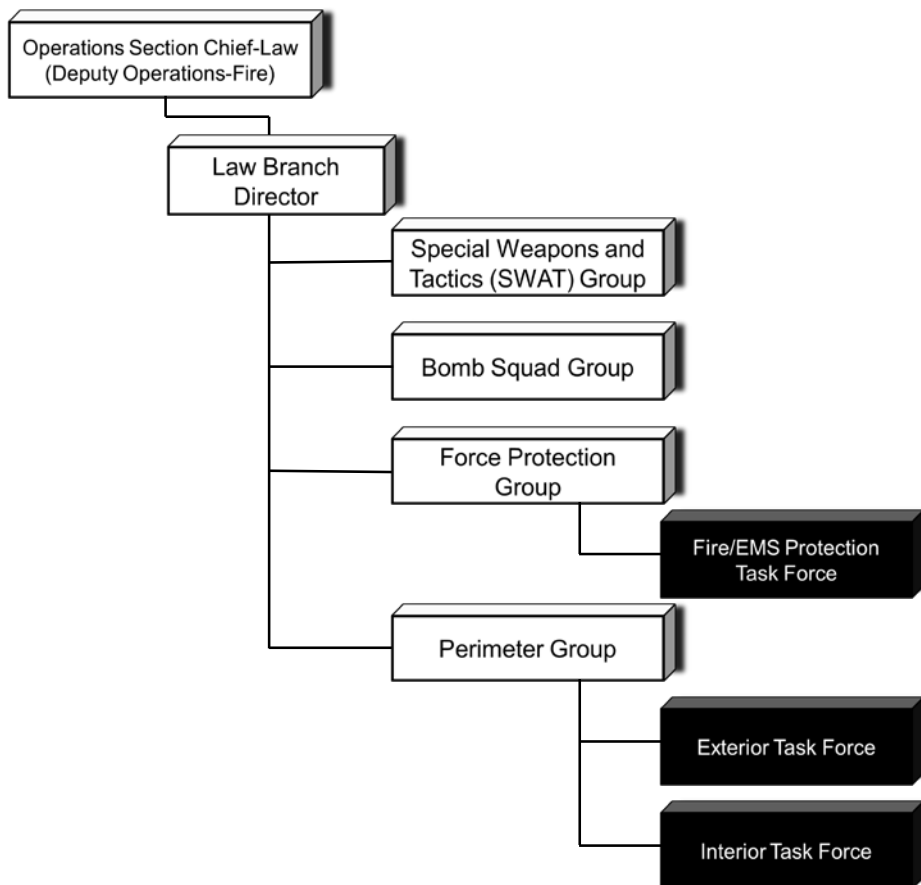 Operations Section Chief-Law
(Deputy Operations-Fire)
Law Branch
Director
Special Weapons and
Tactics (SWAT) Group
Bomb Squad Group
Force Protection
Group
Fire/EMS Protection
Task Force
Perimeter Group
Exterior Task Force
Interior Task Force